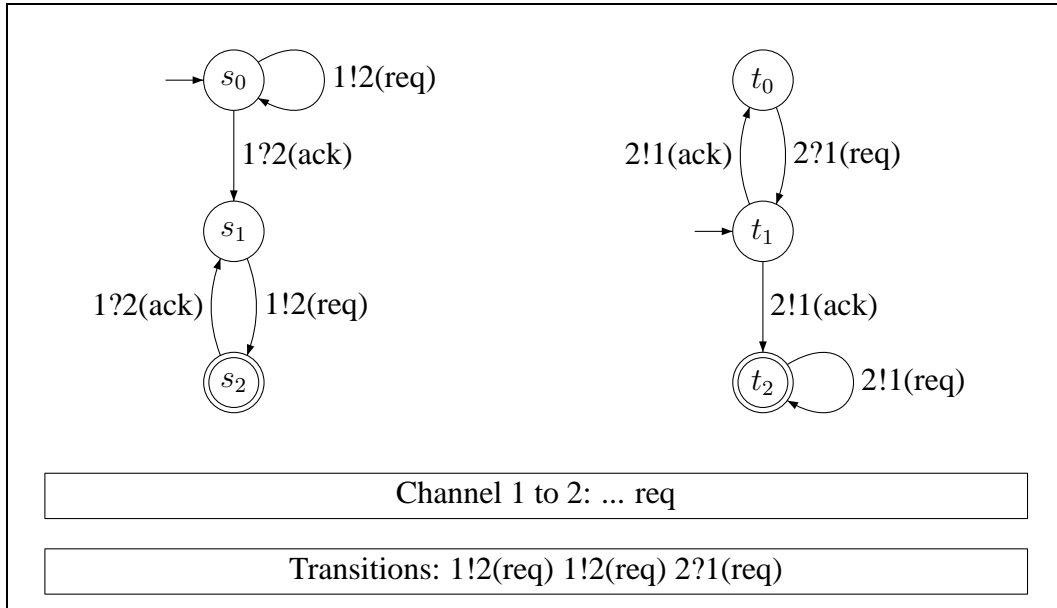 s0
1!2(req)
1?2(ack)
s1
1?2(ack)
1!2(req)
s2
t0
2!1(ack)
2?1(req)
t1
2!1(ack)
t2
2!1(req)
Channel 1 to 2: ... req
Transitions: 1!2(req) 1!2(req) 2?1(req)